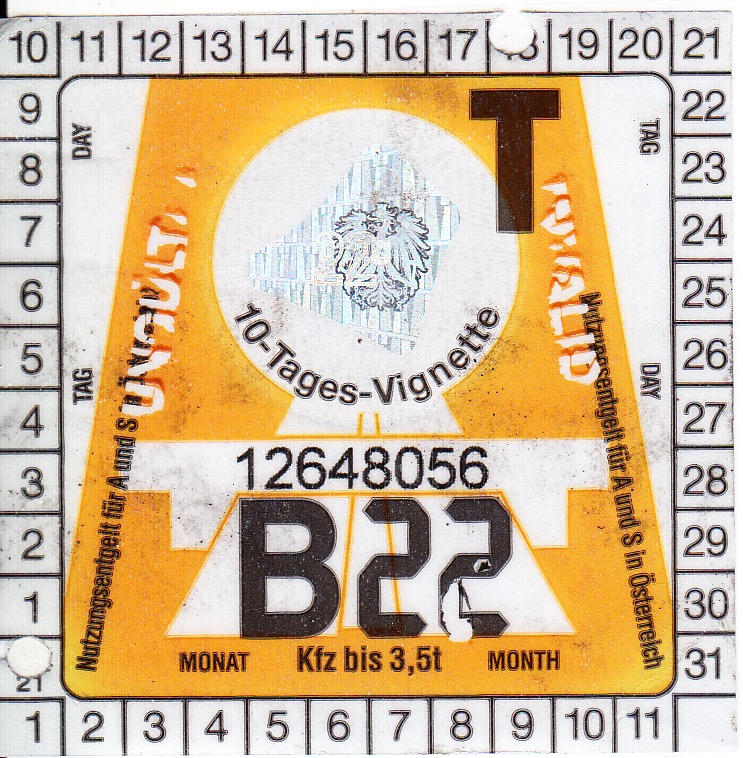 10 11 12 13 14 15 16 17 18 19 20 21
9
8
7
6
5
4
3
2
1
21
22
23
24
25
26
27
28
29
30
31
DAY
TAG
TAG
DAY
T
INVALID
10-Tages-Vignette
12648056
B22
Nutzungsentgelt für A und S
Nutzungsentgelt für A und S in Österreich
MONAT Kfz bis 3,5t MONTH
1 2 3 4 5 6 7 8 9 10 11